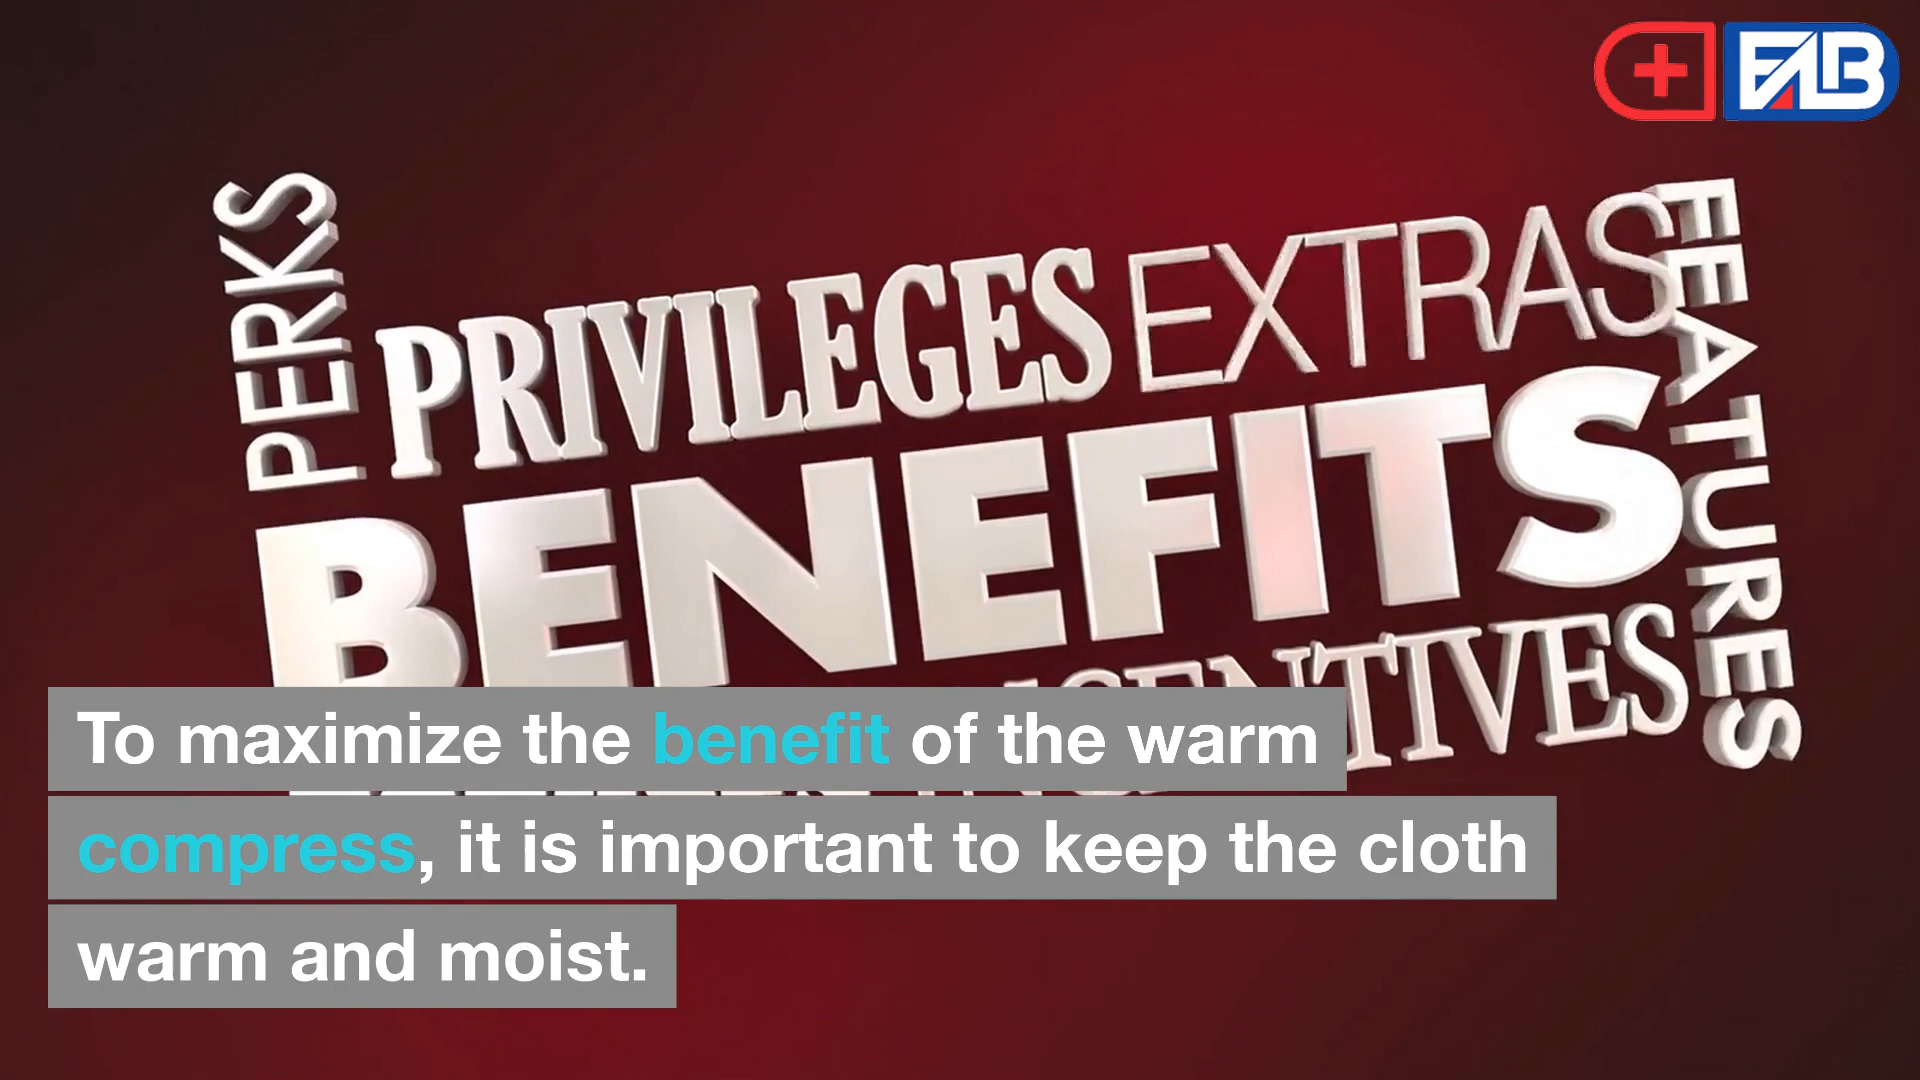 FAB
PERKS
PRIVILEGES EXTRAS
FEATURES
BENEFITS
INCENTIVES
To maximize the benefit of the warm
compress, it is important to keep the cloth
warm and moist.